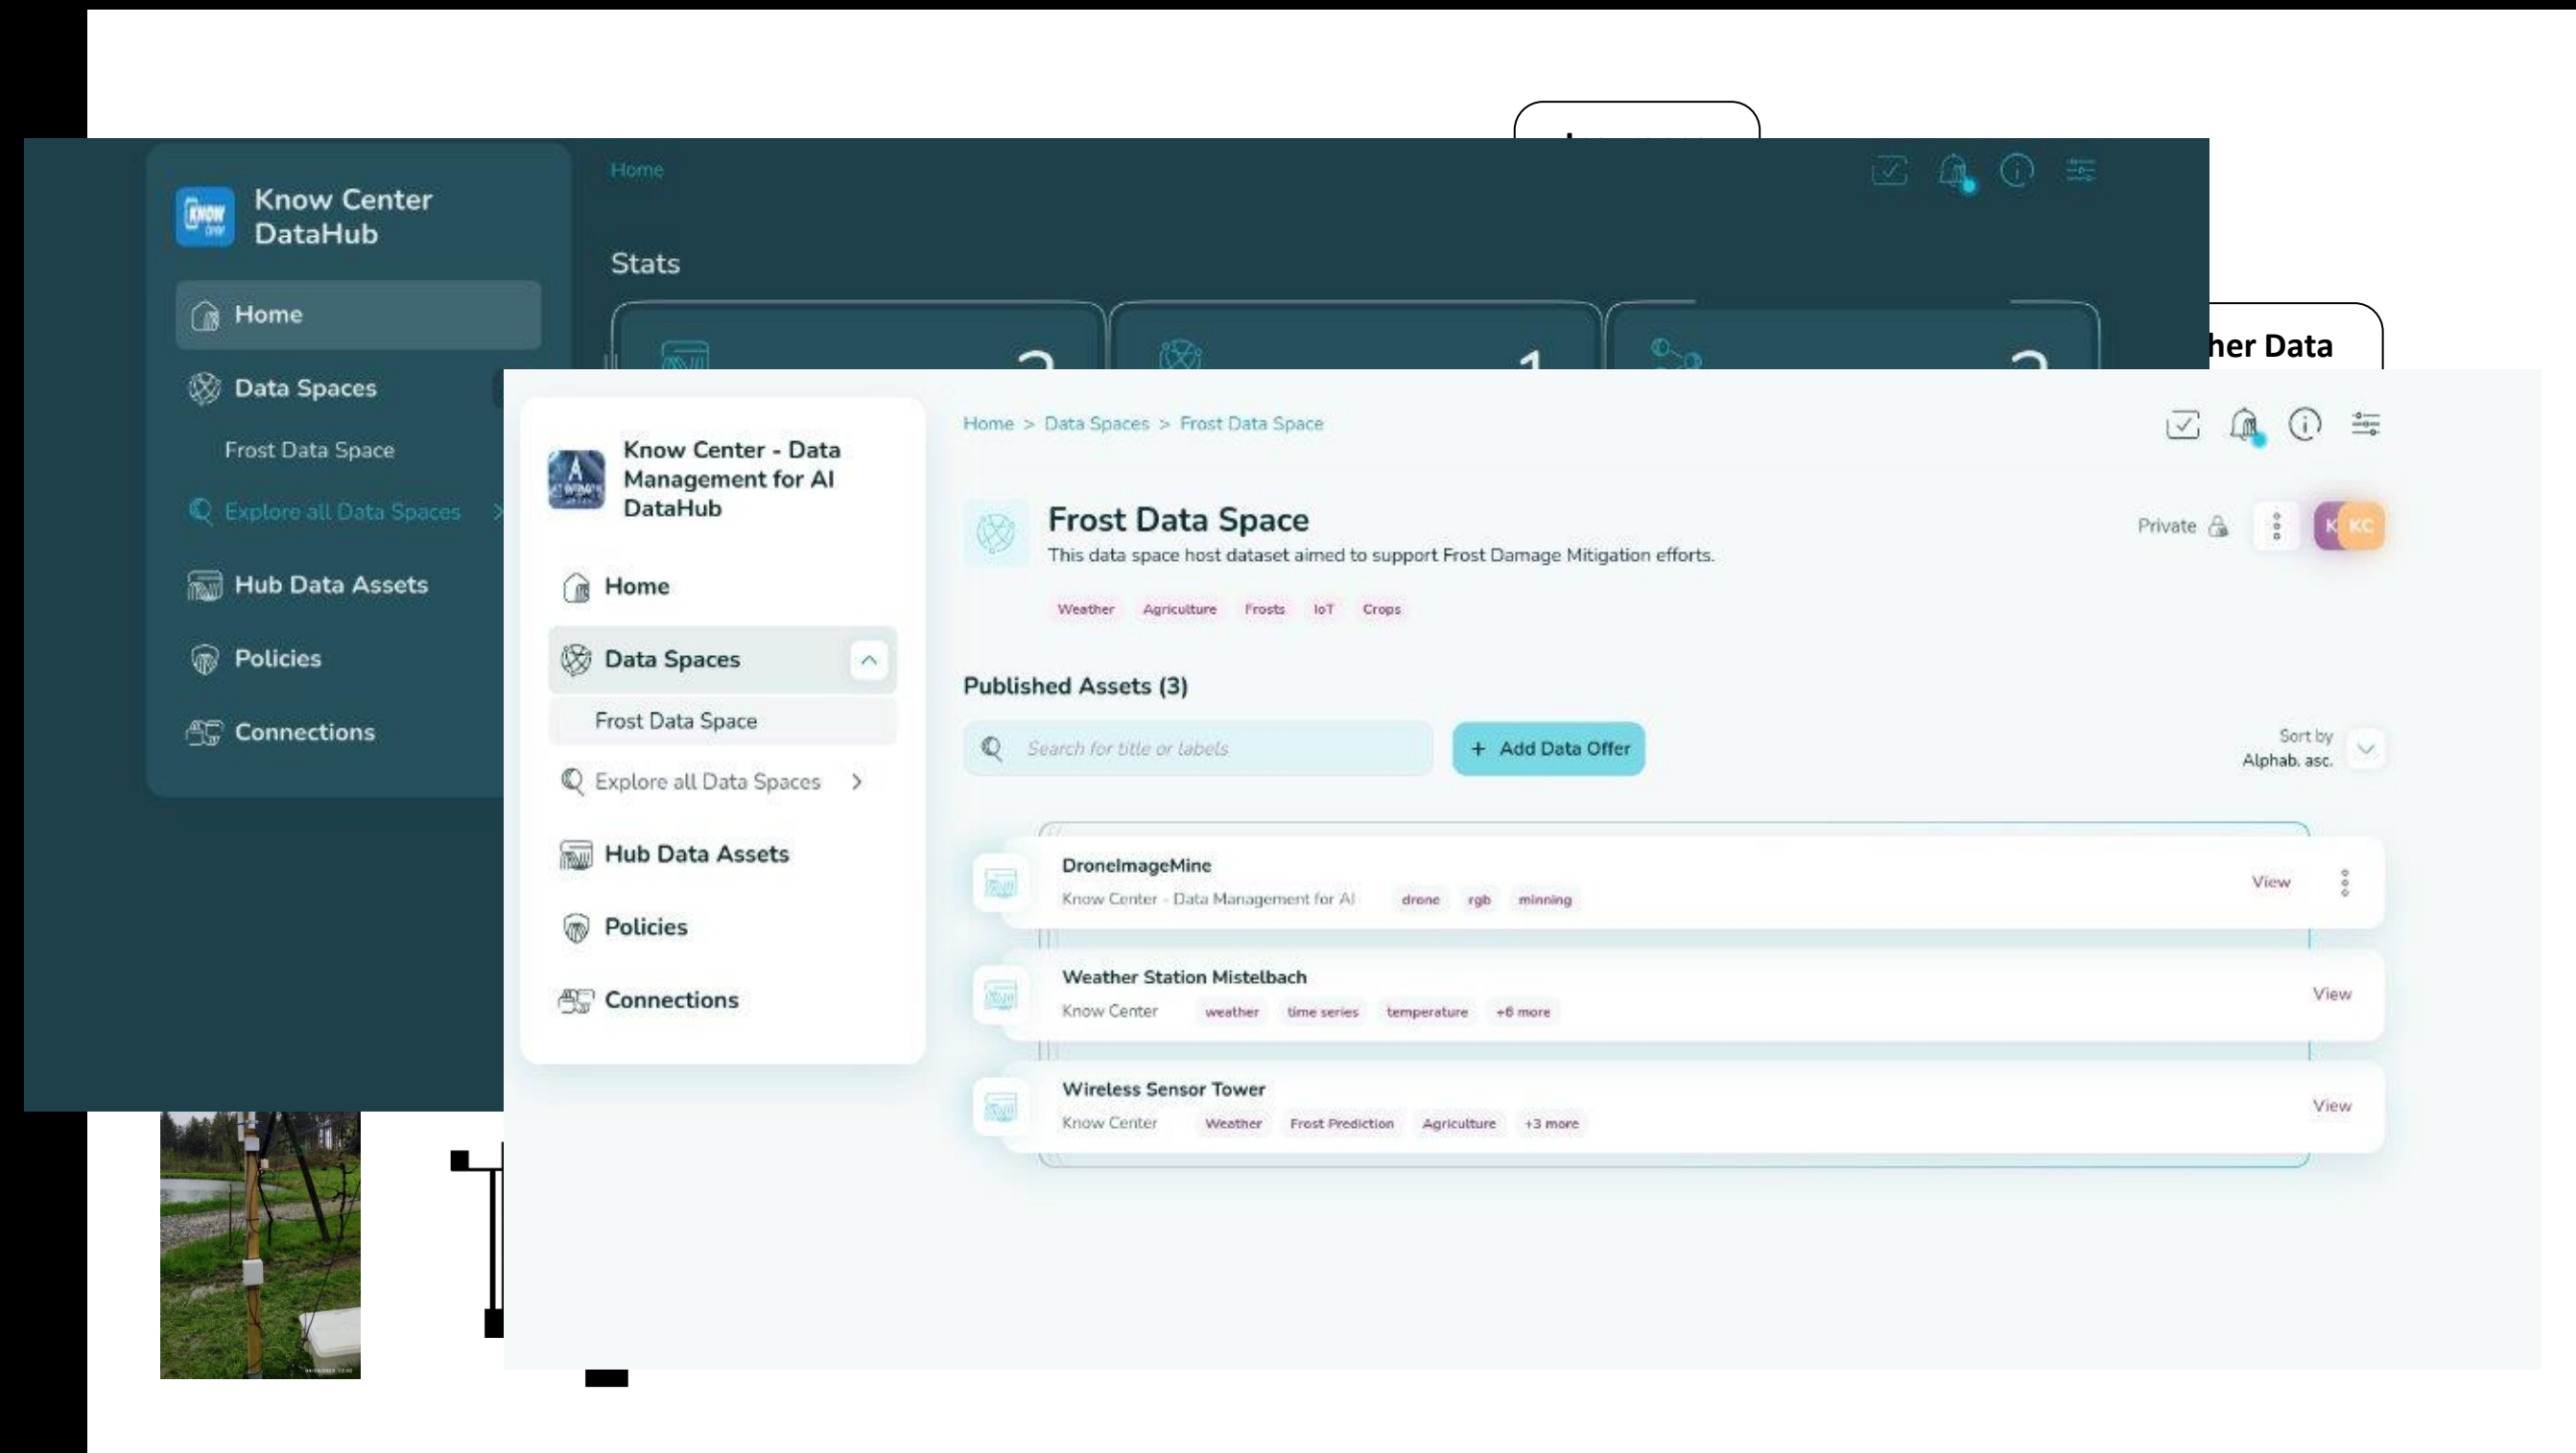 her Data
Know Center
DataHub
Home
Data Spaces
Frost Data Space
Explore all Data Spaces
Hub Data Assets
Policies
Connections
Home
Stats
Know Center - Data
Management for AI
DataHub
Home
Data Spaces
Frost Data Space
Explore all Data Spaces
Hub Data Assets
Policies
Connections
Home > Data Spaces > Frost Data Space
Frost Data Space
This data space host dataset aimed to support Frost Damage Mitigation efforts.
Private
K KC
Weather Agriculture Frosts IoT Crops
Published Assets (3)
Search for title or labels
+ Add Data Offer
Sort by
Alphab. asc.
DroneImageMine
Know Center - Data Management for AI drone rgb minning
View
Weather Station Mistelbach
Know Center weather time series temperature +6 more
View
Wireless Sensor Tower
Know Center Weather Frost Prediction Agriculture +3 more
View